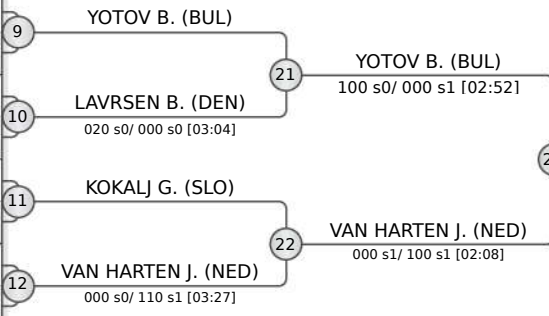 9
YOTOV B. (BUL)
21
YOTOV B. (BUL)
100 s0/ 000 s1 [02:52]
10
LAVRSEN B. (DEN)
020 s0/ 000 s0 [03:04]
11
KOKALJ G. (SLO)
22
VAN HARTEN J. (NED)
000 s1/ 100 s1 [02:08]
12
VAN HARTEN J. (NED)
000 s0/ 110 s1 [03:27]